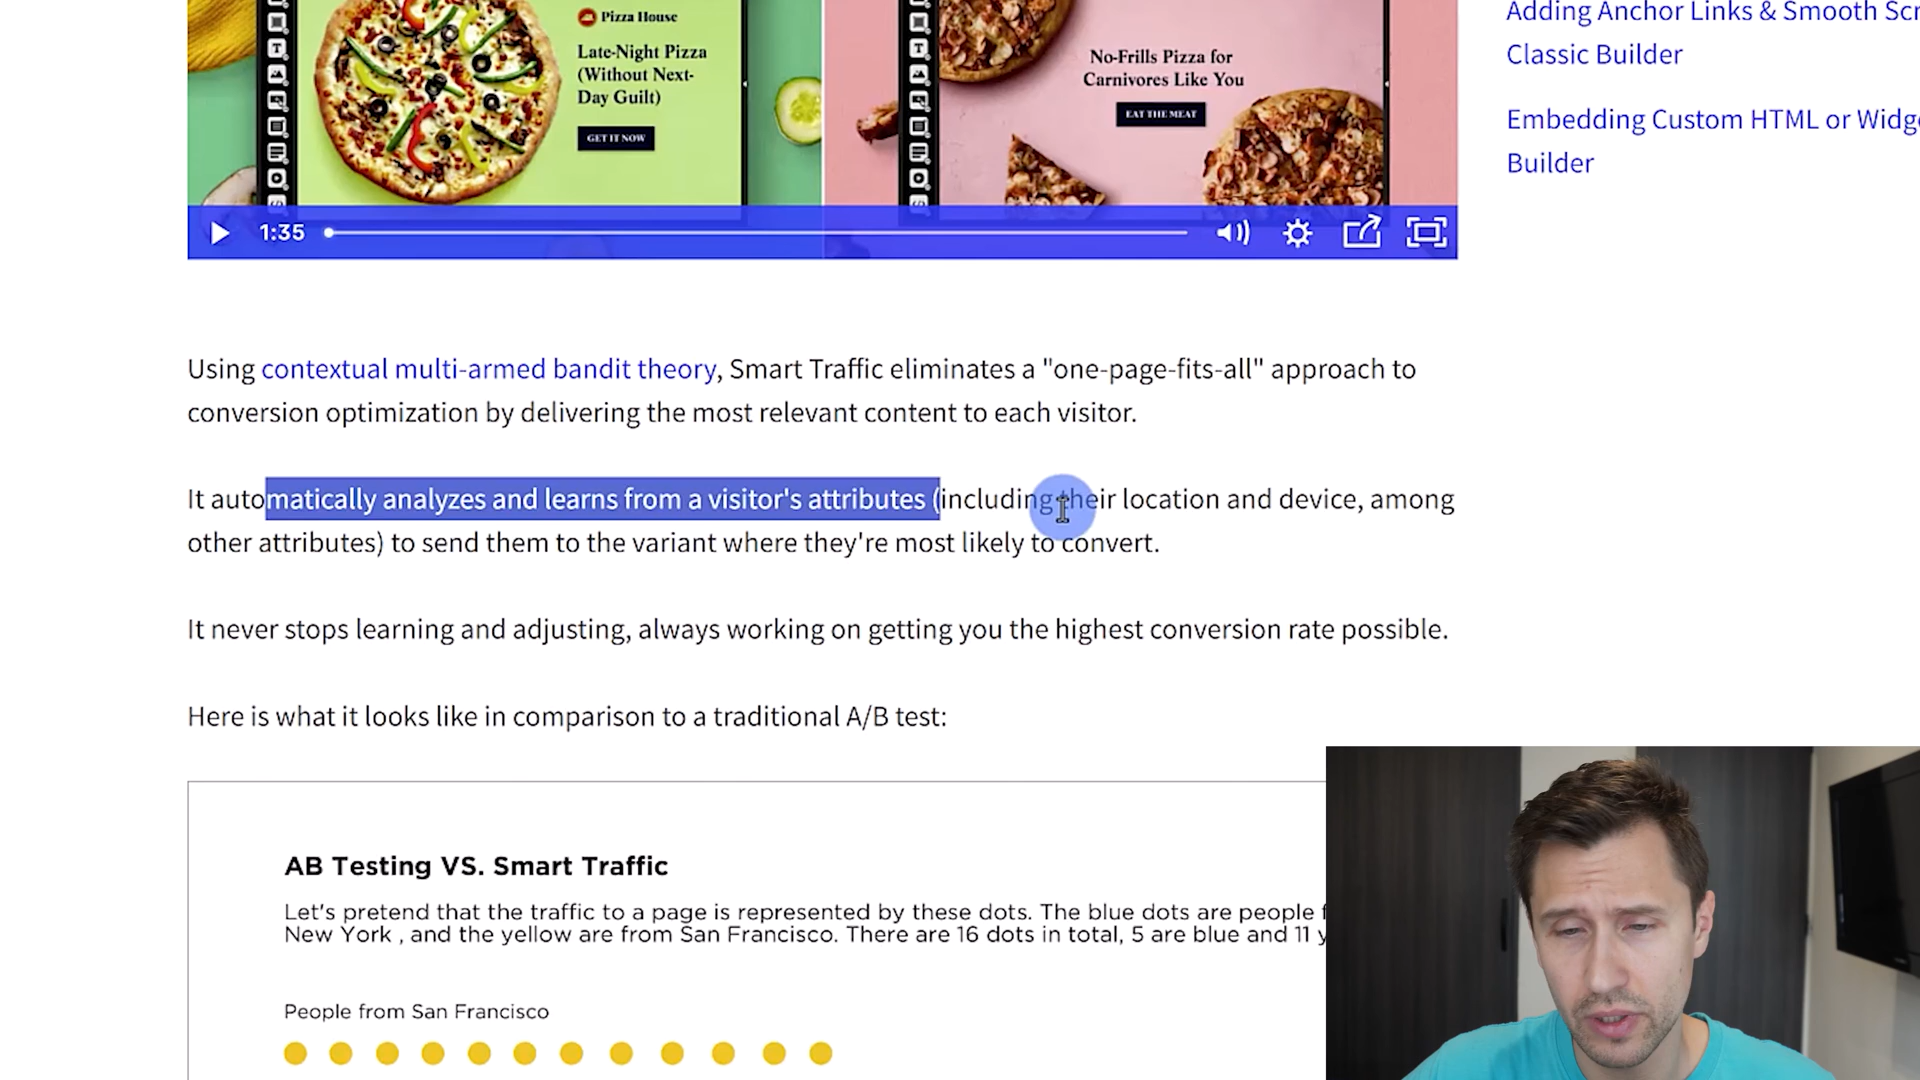 Pizza House
Late-Night Pizza
(Without Next-
Day Guilt)
GET IT NOW
No-Frills Pizza for
Carnivores Like You
EAT THE MEAT
Adding Anchor Links & Smooth Scr
Classic Builder
Embedding Custom HTML or Widg
Builder
1:35
Using contextual multi-armed bandit theory, Smart Traffic eliminates a "one-page-fits-all" approach to
conversion optimization by delivering the most relevant content to each visitor.
It automatically analyzes and learns from a visitor's attributes (including their location and device, among
other attributes) to send them to the variant where they're most likely to convert.
It never stops learning and adjusting, always working on getting you the highest conversion rate possible.
Here is what it looks like in comparison to a traditional A/B test:
AB Testing VS. Smart Traffic
Let's pretend that the traffic to a page is represented by these dots. The blue dots are people f
New York , and the yellow are from San Francisco. There are 16 dots in total, 5 are blue and 11 y
People from San Francisco